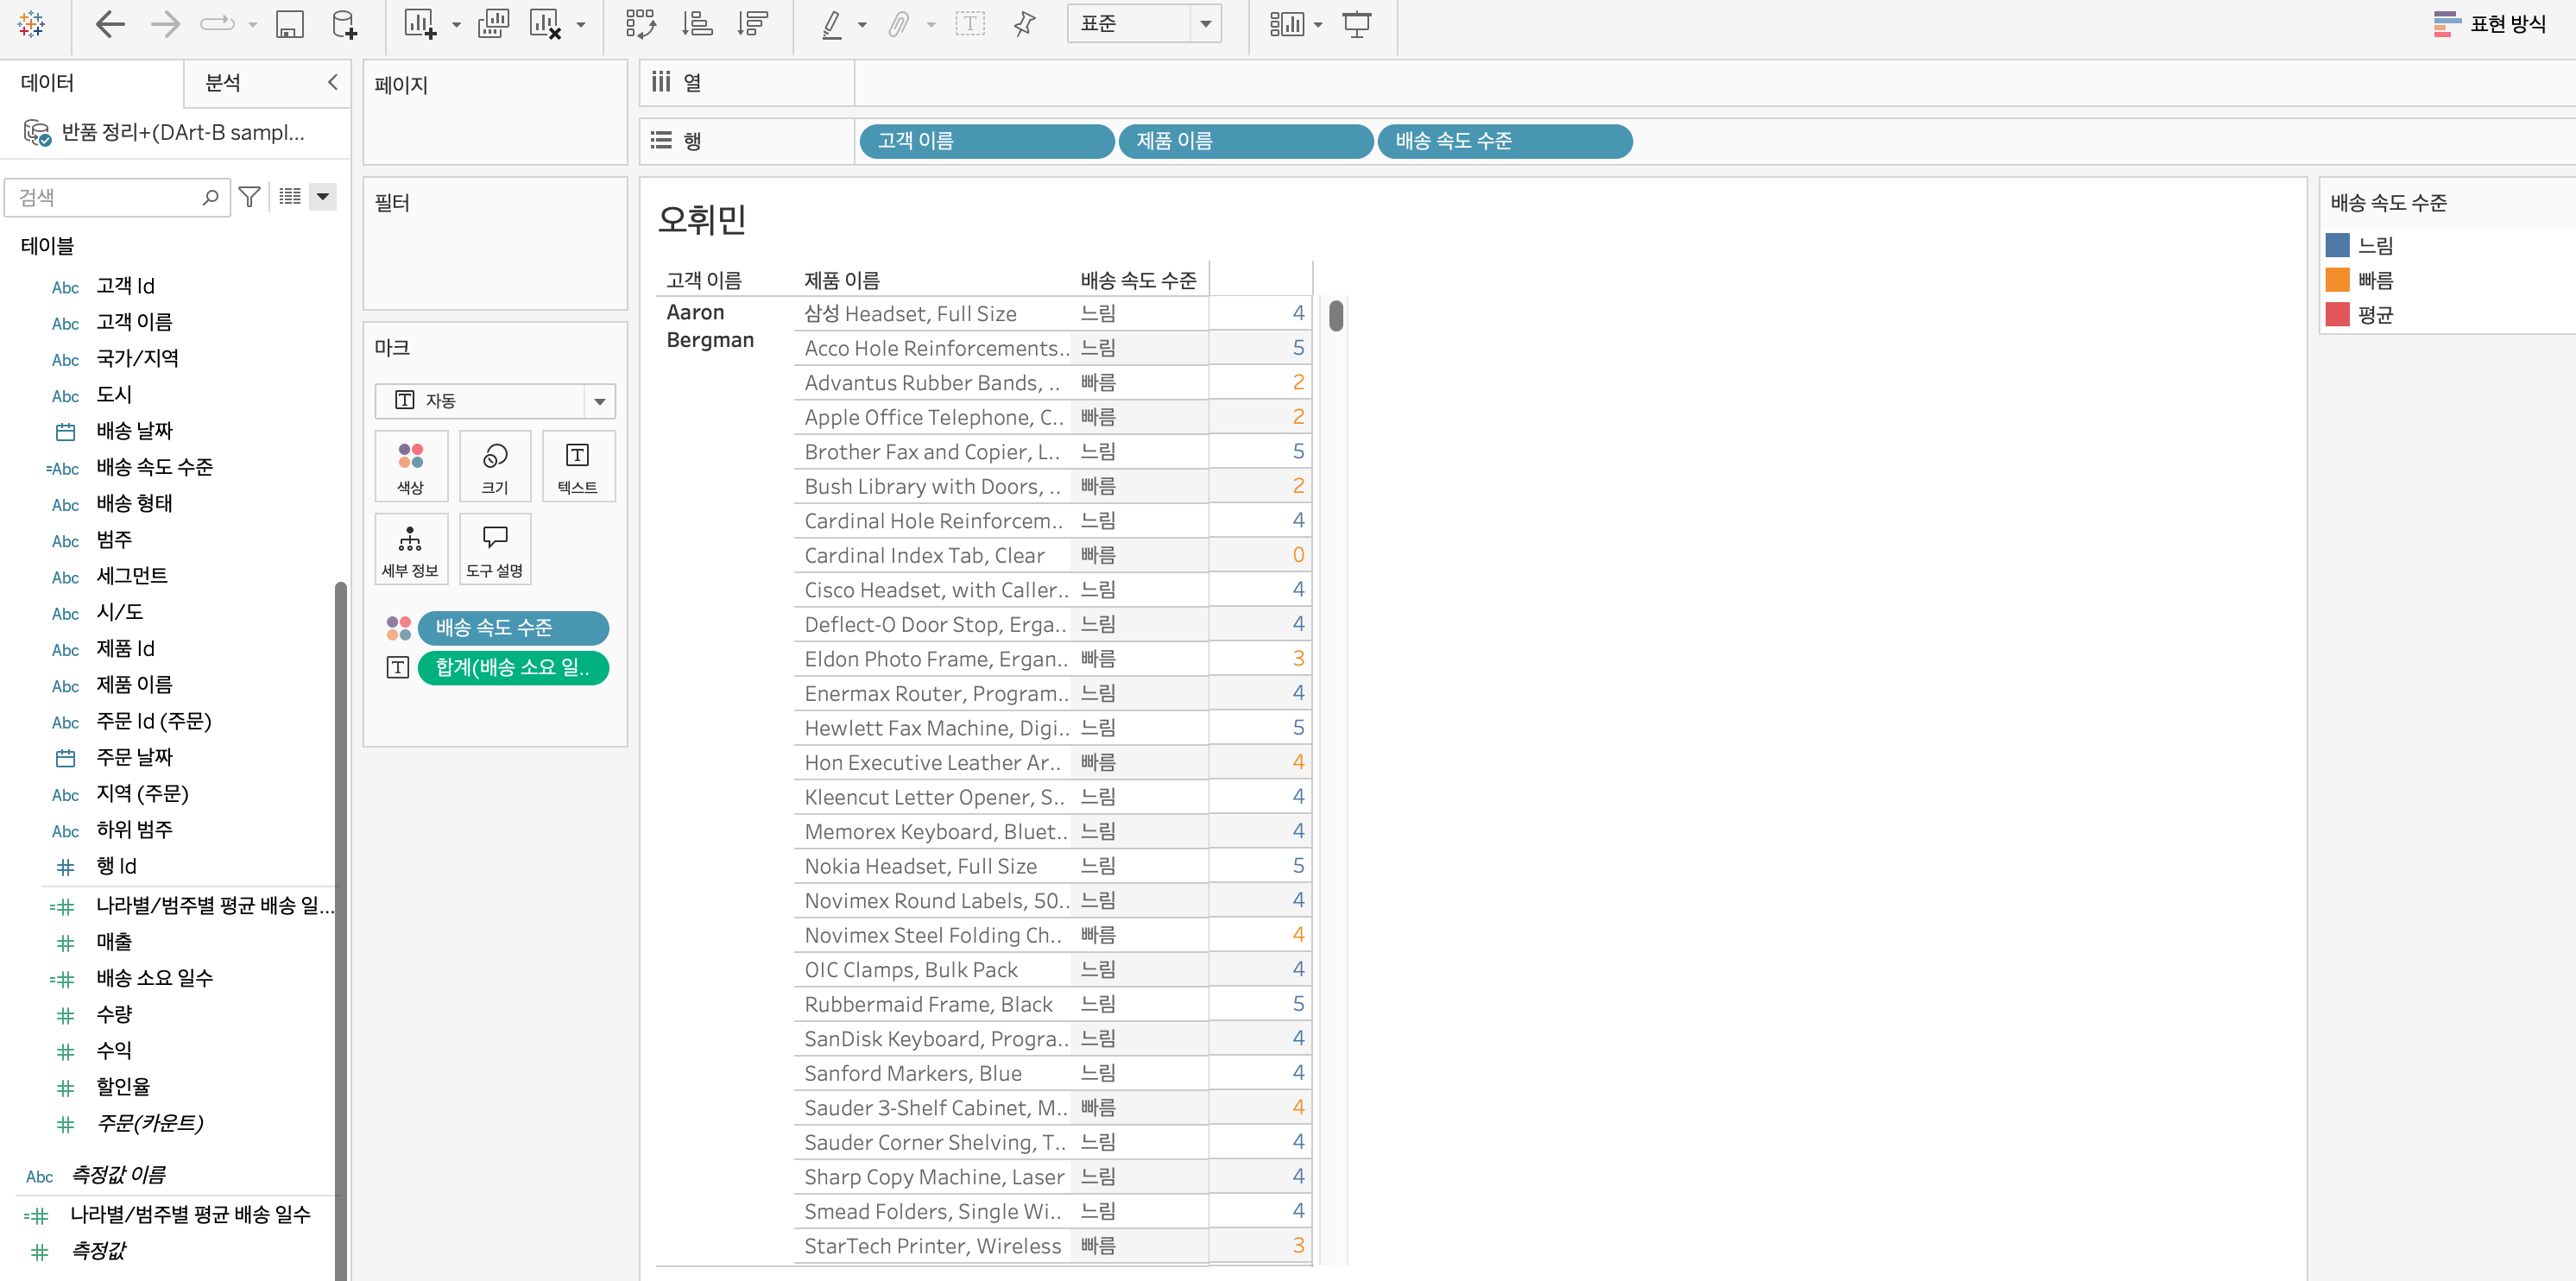 표준
표현 방식
데이터
분석
반품 정리+(DArt-B sampl...
검색
테이블
Abc 고객 Id
Abc 고객 이름
Abc 국가/지역
Abc 도시
배송 날짜
=Abc 배송 속도 수준
Abc 배송 형태
Abc 범주
Abc 세그먼트
Abc 시/도
Abc 제품 Id
Abc 제품 이름
Abc 주문 Id (주문)
주문 날짜
Abc 지역 (주문)
Abc 하위 범주
# 행 Id
=# 나라별/범주별 평균 배송 일...
# 매출
=# 배송 소요 일수
# 수량
# 수익
# 할인율
# 주문(카운트)
Abc 측정값 이름
=# 나라별/범주별 평균 배송 일수
# 측정값
페이지
필터
마크
T 자동
색상
크기
T 텍스트
세부 정보
도구 설명
배송 속도 수준
T 합계(배송 소요 일..
열
행 고객 이름 제품 이름 배송 속도 수준
오휘민
고객 이름 제품 이름 배송 속도 수준
Aaron Bergman
삼성 Headset, Full Size 느림 4
Acco Hole Reinforcements.. 느림 5
Advantus Rubber Bands, .. 빠름 2
Apple Office Telephone, C.. 빠름 2
Brother Fax and Copier, L.. 느림 5
Bush Library with Doors, .. 빠름 2
Cardinal Hole Reinforcem.. 느림 4
Cardinal Index Tab, Clear 빠름 0
Cisco Headset, with Caller.. 느림 4
Deflect-O Door Stop, Erga.. 느림 4
Eldon Photo Frame, Ergan.. 빠름 3
Enermax Router, Program.. 느림 4
Hewlett Fax Machine, Digi.. 느림 5
Hon Executive Leather Ar.. 빠름 4
Kleencut Letter Opener, S.. 느림 4
Memorex Keyboard, Bluet.. 느림 4
Nokia Headset, Full Size 느림 5
Novimex Round Labels, 50.. 느림 4
Novimex Steel Folding Ch.. 빠름 4
OIC Clamps, Bulk Pack 느림 4
Rubbermaid Frame, Black 느림 5
SanDisk Keyboard, Progra.. 느림 4
Sanford Markers, Blue 느림 4
Sauder 3-Shelf Cabinet, M.. 빠름 4
Sauder Corner Shelving, T.. 느림 4
Sharp Copy Machine, Laser 느림 4
Smead Folders, Single Wi.. 느림 4
StarTech Printer, Wireless 빠름 3
배송 속도 수준
느림
빠름
평균